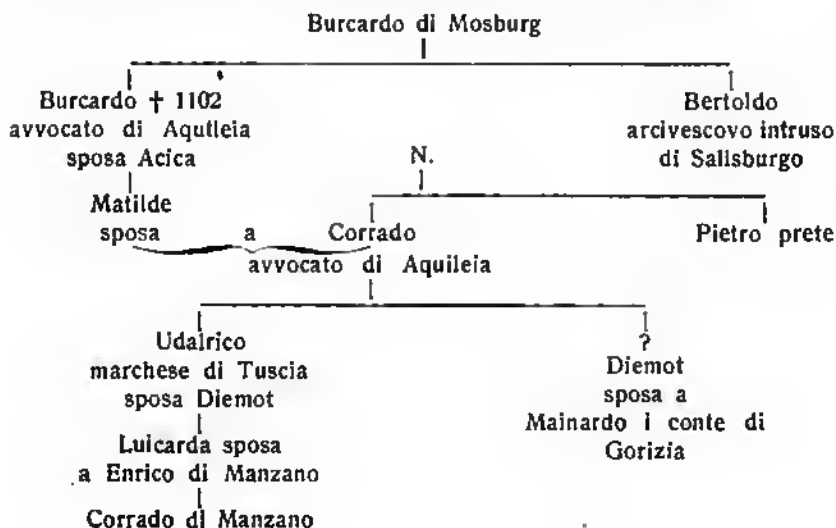 Burcardo di Mosburg
Burcardo † 1102
avvocato di Aqutleia
sposa Acica
Bertoldo
arcivescovo intruso
di Salisburgo
N.
Matilde
sposa a Corrado
avvocato di Aquileia
Pietro prete
Udalrico
marchese di Tuscia
sposa Diemot
?
Diemot
sposa a
Mainardo i conte di
Gorizia
Luicarda sposa
a Enrico di Manzano
Corrado di Manzano